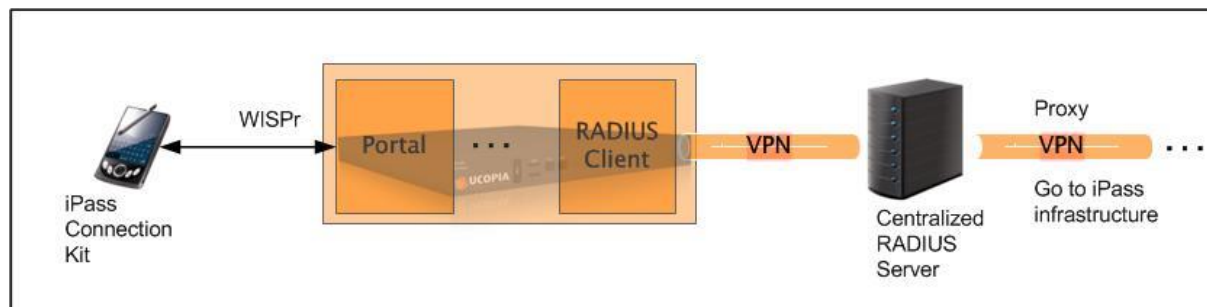 WISPr
iPass
Connection
Kit
Portal
...
RADIUS
Client
UCOPIA
VPN
Centralized
RADIUS
Server
Proxy
VPN
Go to iPass
infrastructure
...